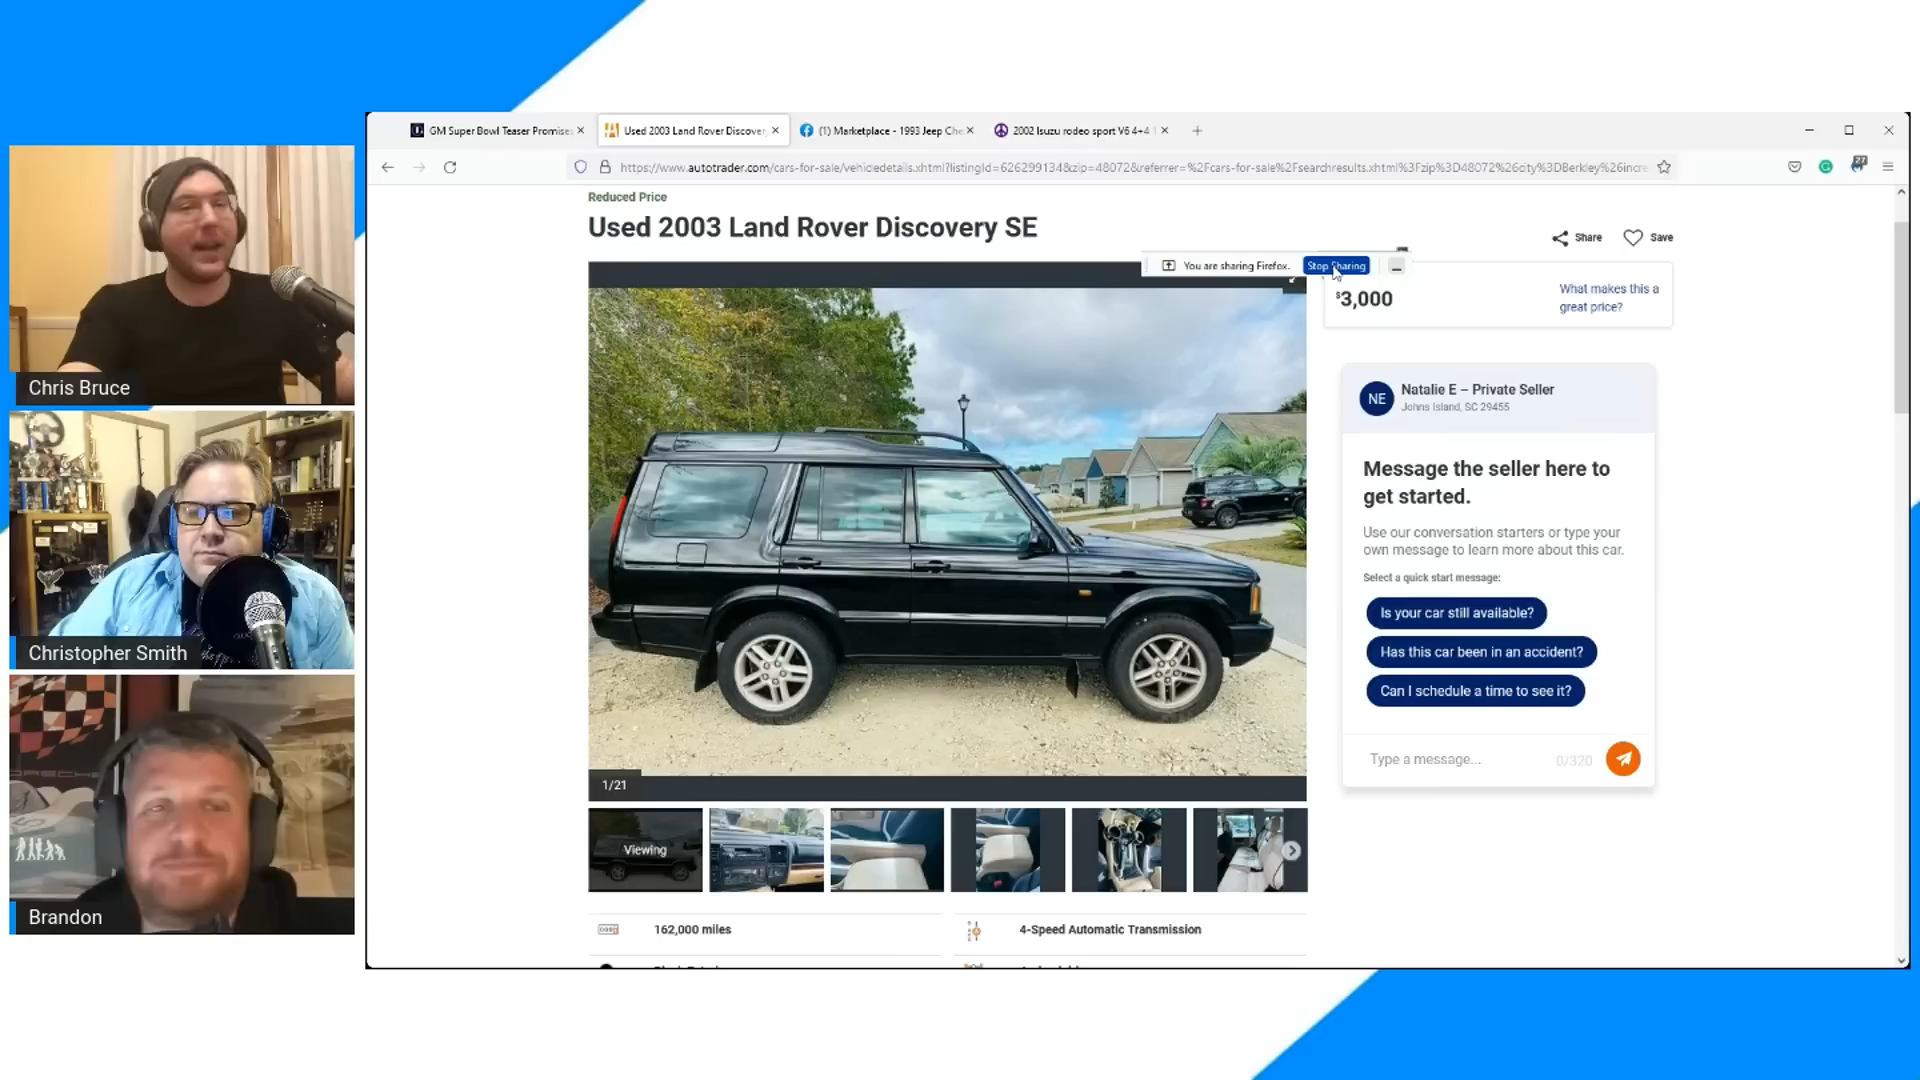 GM Super Bowl Teaser Promises
Used 2003 Land Rover Discovery
(1) Marketplace - 1993 Jeep Che
2002 Isuzu rodeo sport V6 4+4
https://www.autotrader.com/cars-for-sale/vehicledetails.xhtml?listingId=626299134&zip=48072&referrer=%2Fcars-for-sale%2Fsearchresults.xhtml%3Fzip%3D48072%26city%3DBerkley%26incre
27
Reduced Price
Used 2003 Land Rover Discovery SE
Share
Save
You are sharing Firefox.
Stop Sharing
$3,000
What makes this a
great price?
Chris Bruce
NE
Natalie E – Private Seller
Johns Island, SC 29455
Message the seller here to
get started.
Use our conversation starters or type your
own message to learn more about this car.
Select a quick start message:
Is your car still available?
Has this car been in an accident?
Can I schedule a time to see it?
Christopher Smith
Type a message...
0/320
1/21
Viewing
Brandon
162,000 miles
4-Speed Automatic Transmission